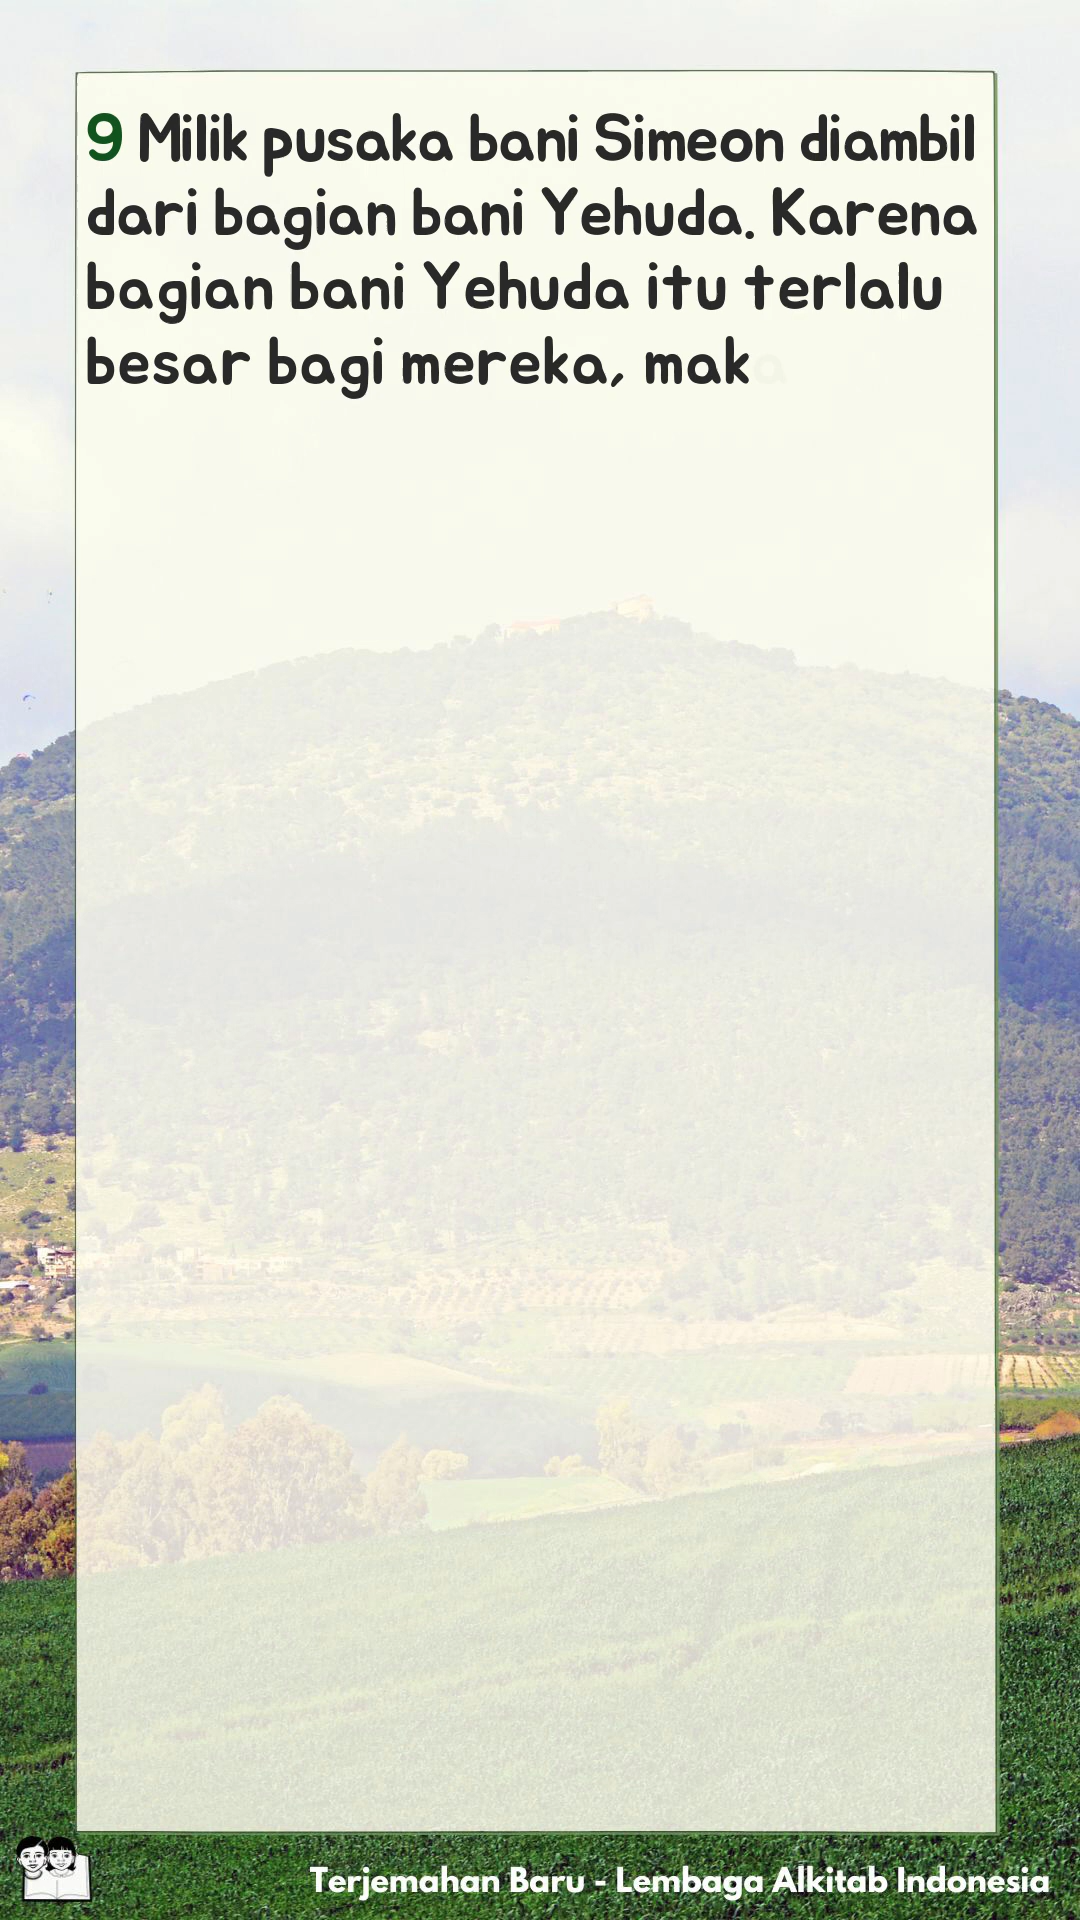 9 Milik pusaka bani Simeon diambil
dari bagian bani Yehuda. Karena
bagian bani Yehuda itu terlalu
besar bagi mereka, maka
Terjemahan Baru - Lembaga Alkitab Indonesia